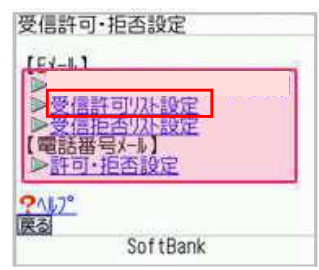 受信許可・拒否設定
【Eメール】
受信許可リスト設定
受信拒否リスト設定
【電話番号メール】
許可・拒否設定
?ヘルプ
戻る
SoftBank